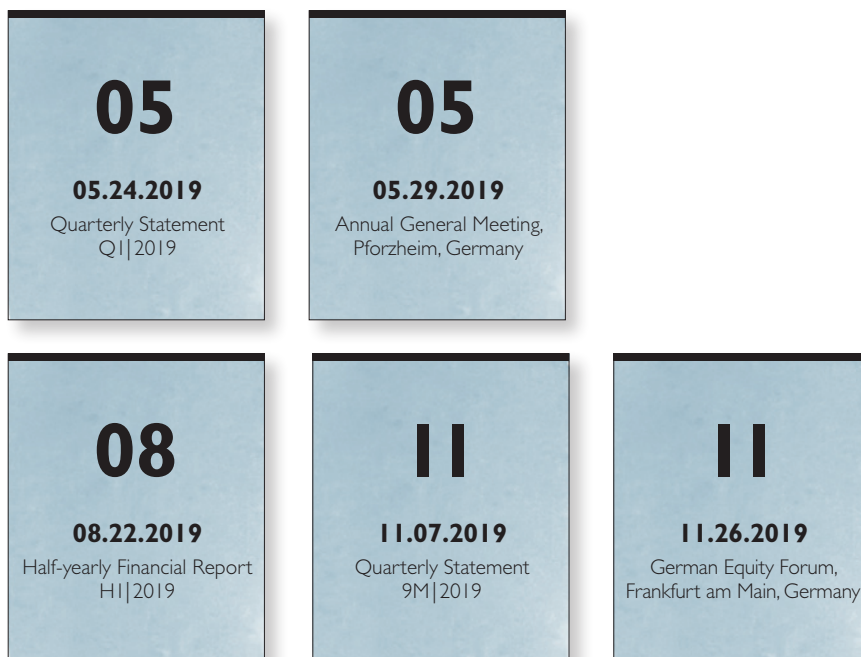 05
05.24.2019
Quarterly Statement
Q1|2019
05
05.29.2019
Annual General Meeting,
Pforzheim, Germany
08
08.22.2019
Half-yearly Financial Report
H1|2019
11
11.07.2019
Quarterly Statement
9M|2019
11
11.26.2019
German Equity Forum,
Frankfurt am Main, Germany